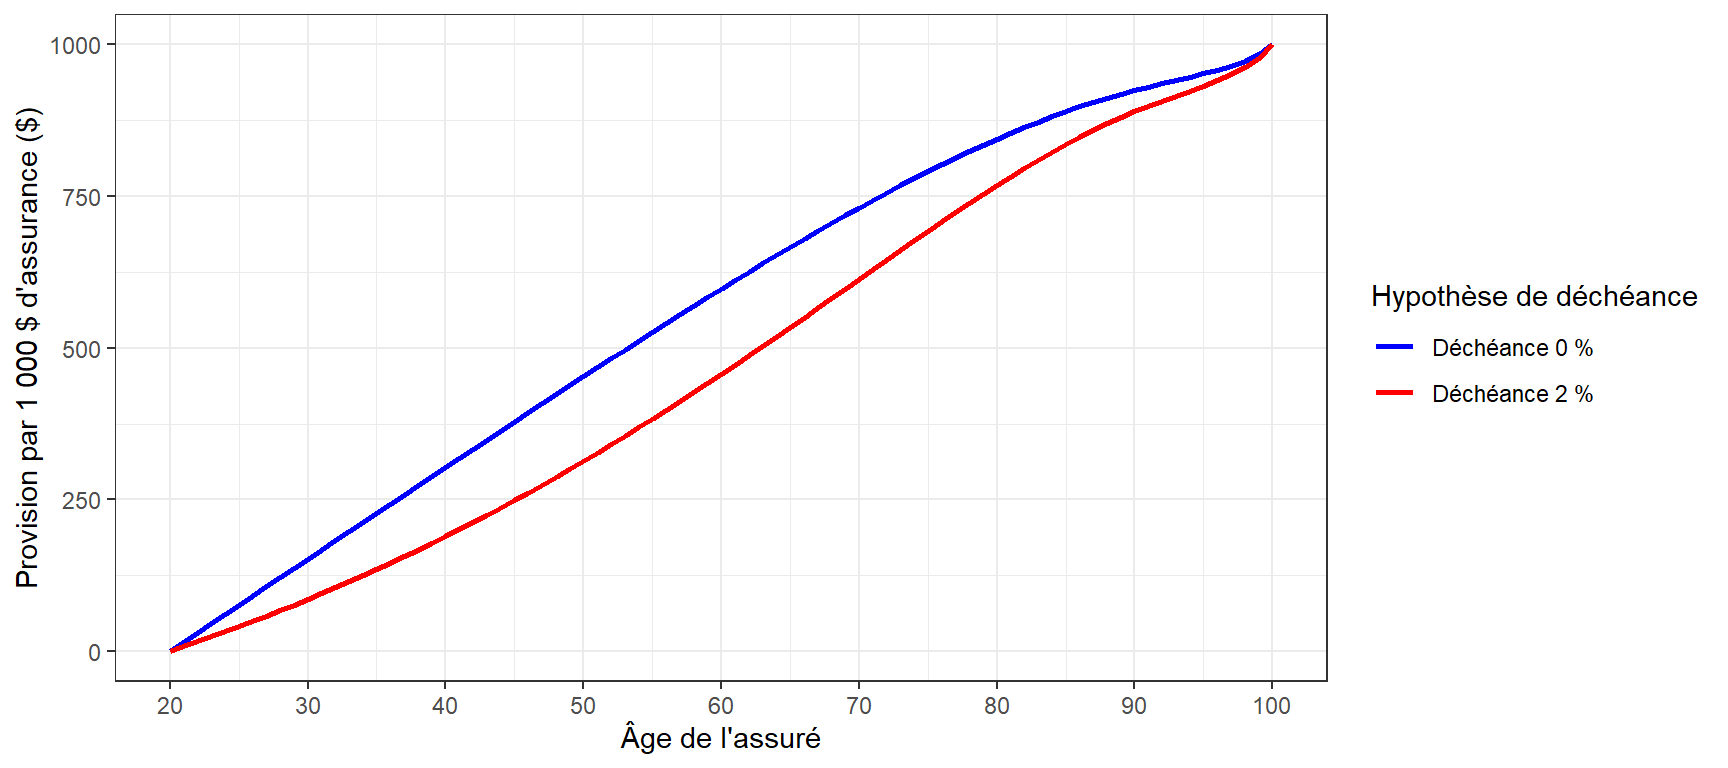 Provision par 1 000 $ d'assurance ($)
1000
750
500
250
0
20 30 40 50 60 70 80 90 100
Âge de l'assuré
Hypothèse de déchéance
Déchéance 0 %
Déchéance 2 %